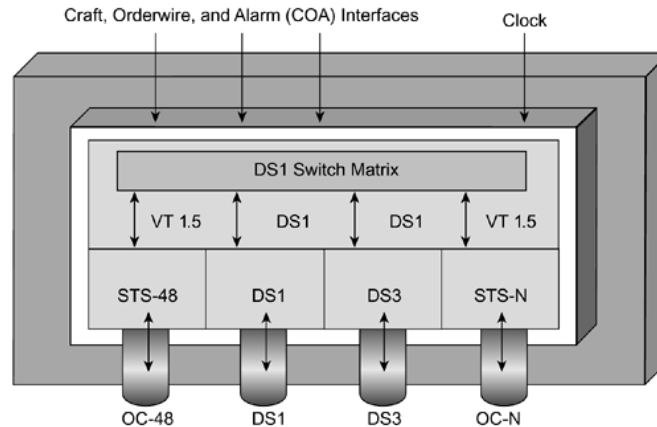 Craft, Orderwire, and Alarm (COA) Interfaces
Clock
DS1 Switch Matrix
VT 1.5
DS1
DS1
VT 1.5
STS-48
DS1
DS3
STS-N
OC-48
DS1
DS3
OC-N